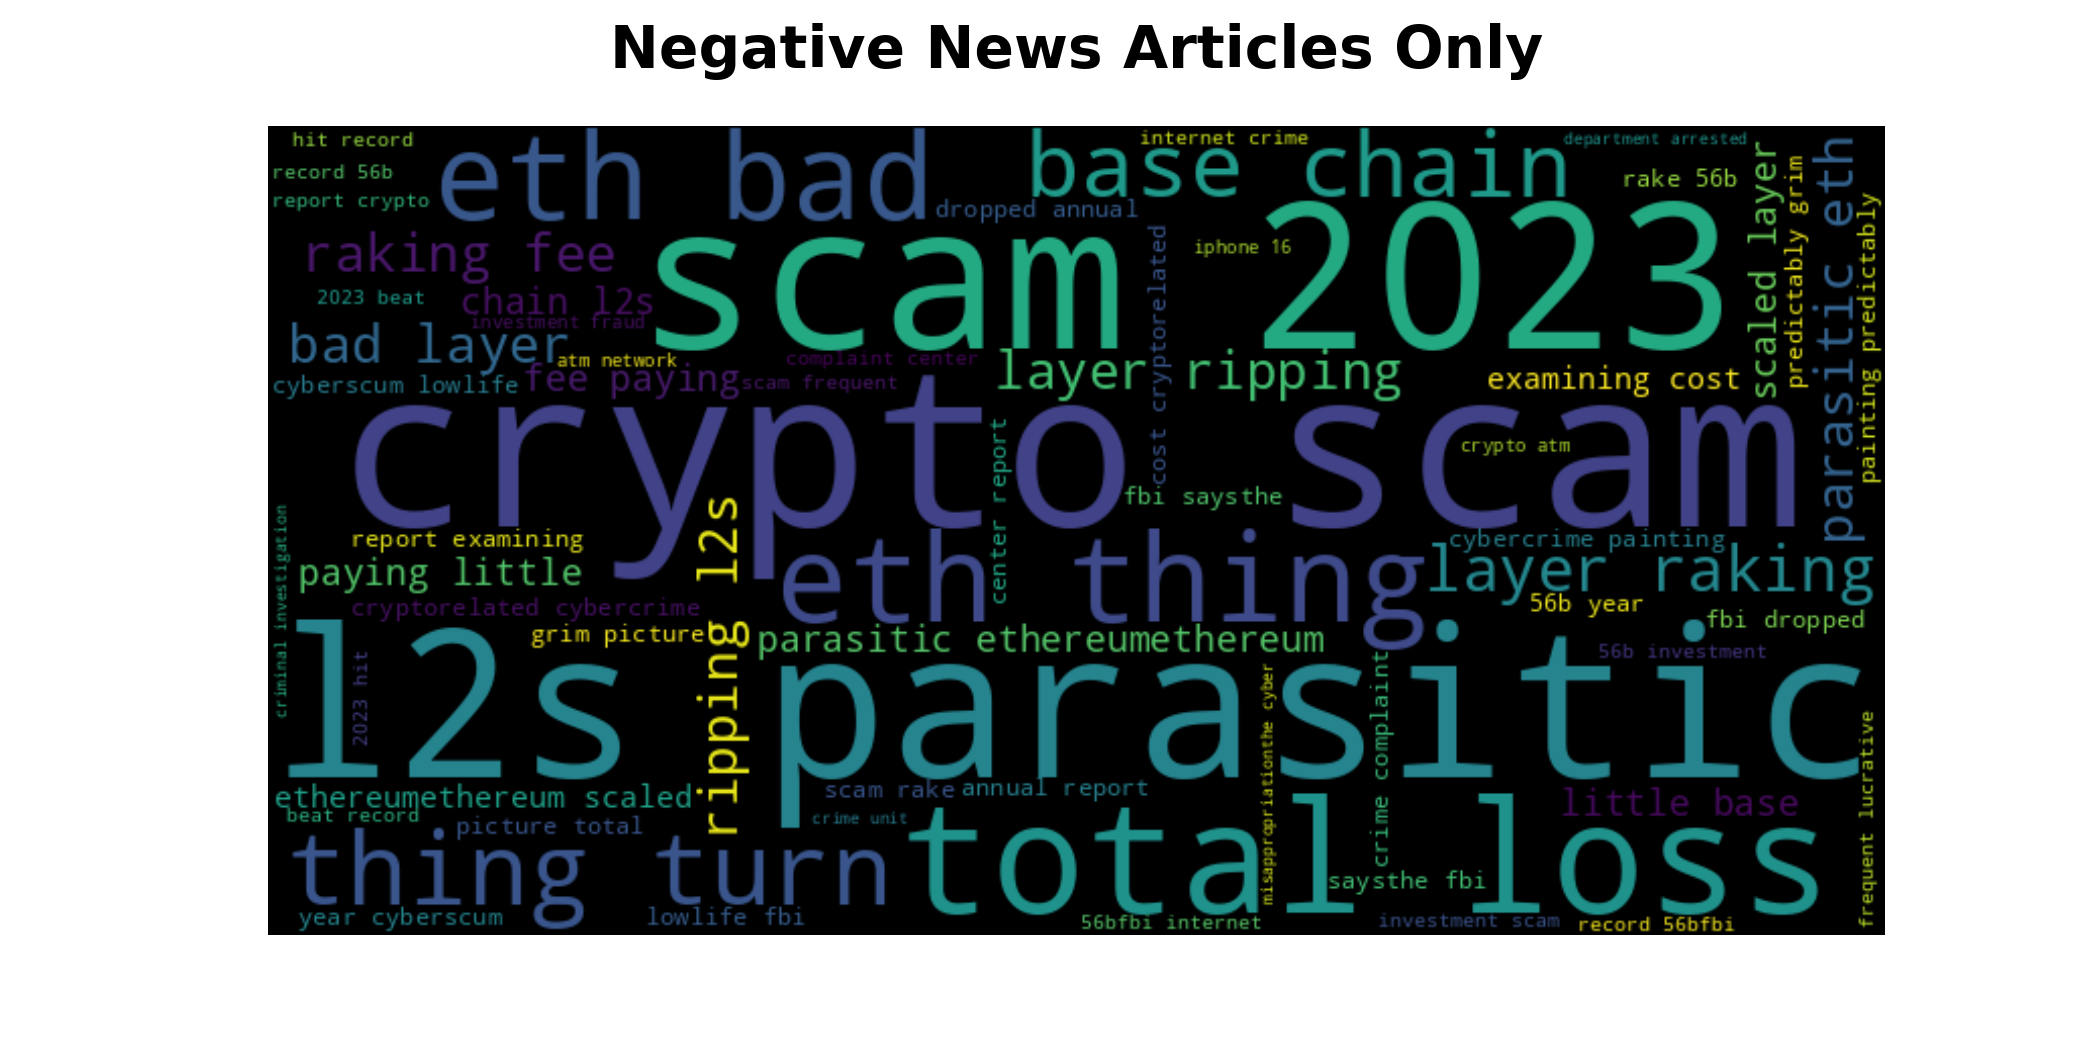 Negative News Articles Only
hit record
internet crime
department arrested
eth bad
base chain
record 56b
rake 56b
report crypto
dropped annual
scaled layer
predictably grim
parasitic eth
painting predictably
raking fee
scam 2023
iphone 16
cost cryptorelated
2023 beat
chain l2s
investment fraud
bad layer
atm network
complaint center
layer ripping
examining cost
cyberscum lowlife
fee paying
scam frequent
crypto scam
crypto atm
center report
fbi saysthe
criminal investigation
report examining
ripping l2s
eth thing
cybercrime painting
paying little
layer raking
cryptorelated cybercrime
56b year
grim picture
parasitic ethereumethereum
fbi dropped
56b investment
2023 hit
l2s parasitic
misappropriationthe cyber
crime complaint
frequent lucrative
ethereumethereum scaled
scam rake
annual report
little base
beat record
picture total
crime unit
thing turn
total loss
saysthe fbi
year cyberscum
lowlife fbi
56bfbi internet
investment scam
record 56bfbi